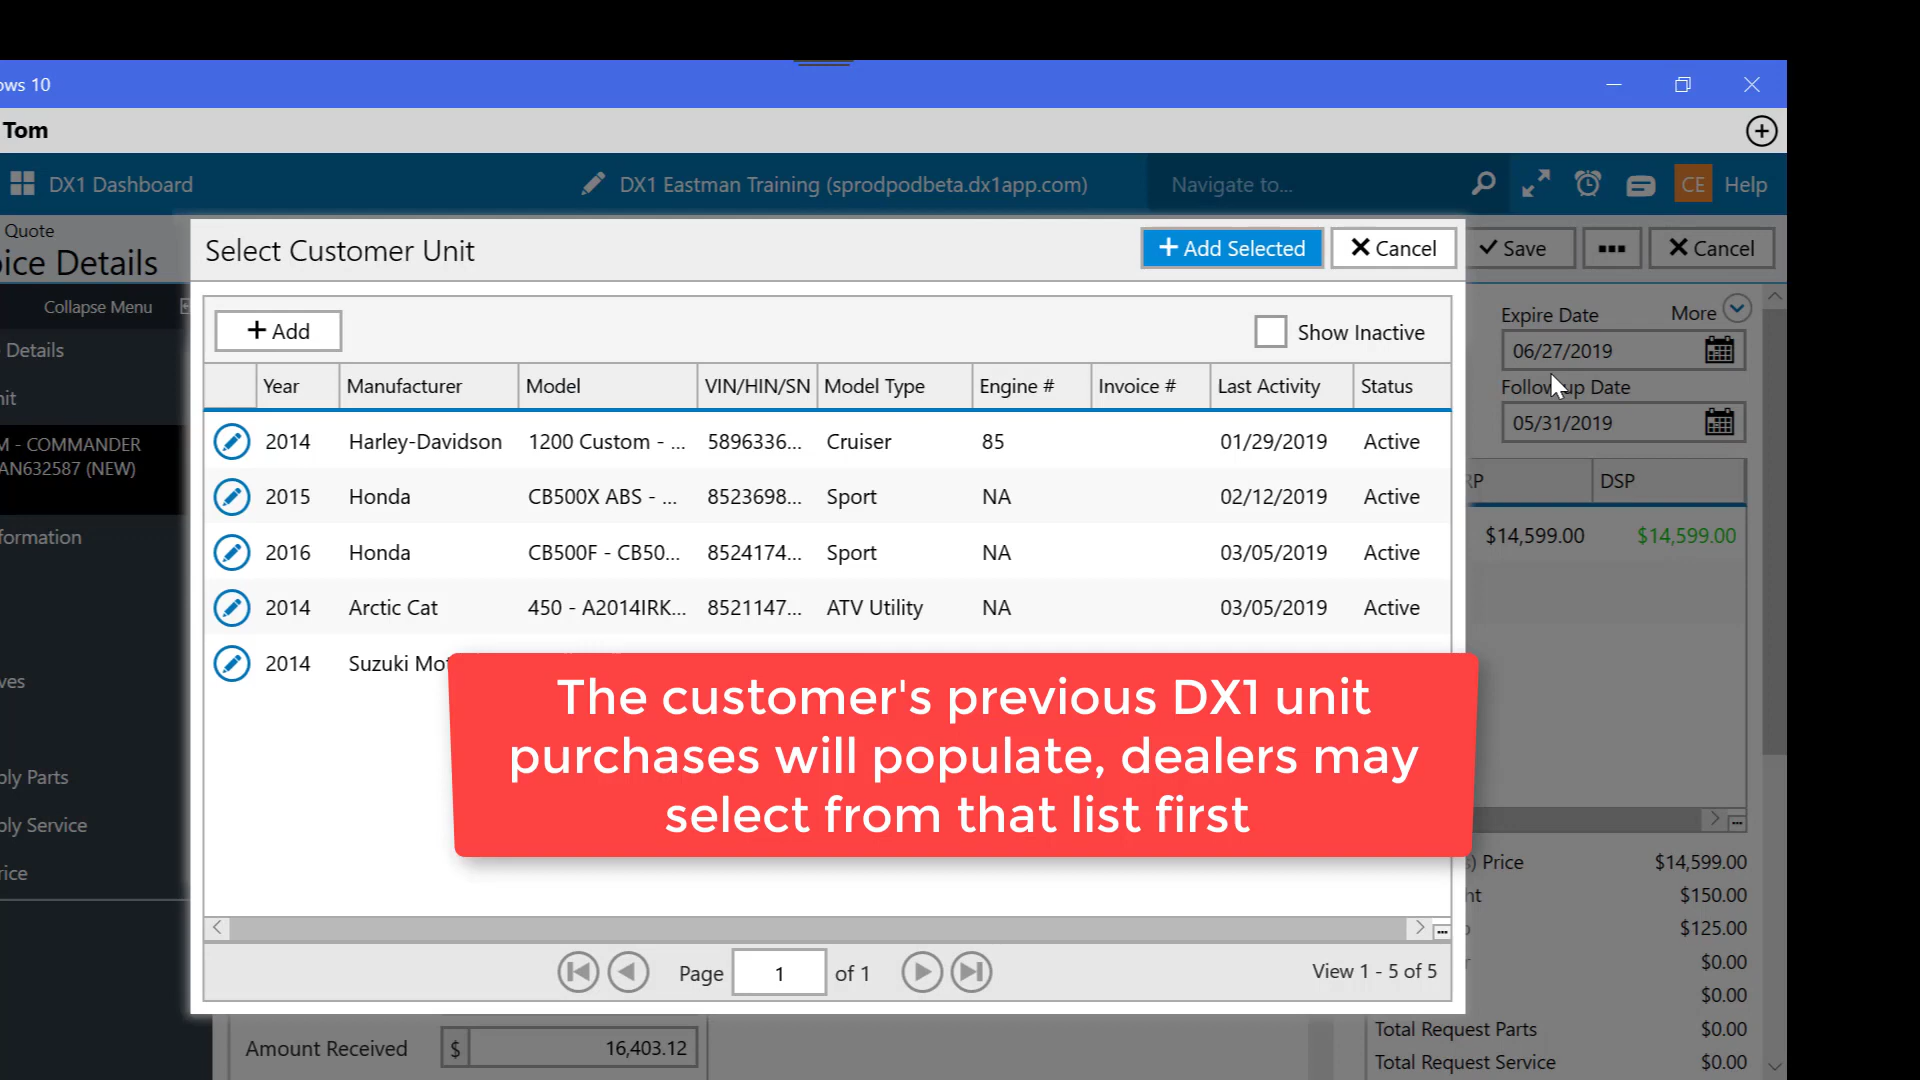 ows 10
Tom
DX1 Dashboard
DX1 Eastman Training (sprodpodbeta.dx1app.com)
Navigate to...
CE
Help
Quote
ice Details
Save
Cancel
Select Customer Unit
Add Selected
Cancel
Collapse Menu
Details
it
M - COMMANDER
AN632587 (NEW)
formation
ves
ply Parts
ply Service
rice
Expire Date
More
06/27/2019
Follow up Date
05/31/2019
Add
Show Inactive
Year Manufacturer Model VIN/HIN/SN Model Type Engine # Invoice # Last Activity Status
2014 Harley-Davidson 1200 Custom - ... 5896336... Cruiser 85 01/29/2019 Active
2015 Honda CB500X ABS - ... 8523698... Sport NA 02/12/2019 Active
2016 Honda CB500F - CB50... 8524174... Sport NA 03/05/2019 Active
2014 Arctic Cat 450 - A2014IRK... 8521147... ATV Utility NA 03/05/2019 Active
2014 Suzuki Mo
The customer's previous DX1 unit
purchases will populate, dealers may
select from that list first
RP DSP
$14,599.00 $14,599.00
Page 1 of 1
View 1 - 5 of 5
) Price $14,599.00
ht $150.00
$125.00
$0.00
$0.00
Total Request Parts $0.00
Total Request Service $0.00
Amount Received $ 16,403.12